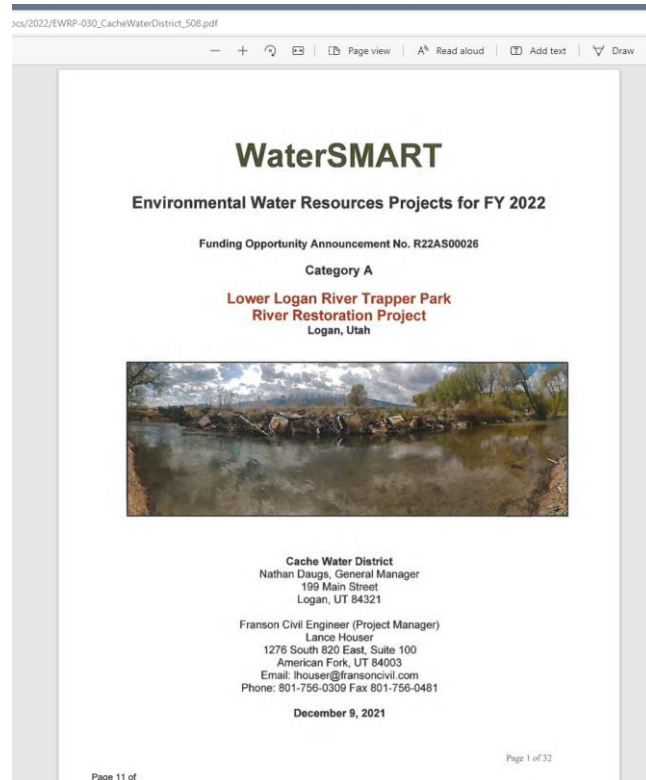 ocs/2022/EWRP-030_CacheWaterDistrict_508.pdf
Page view
Read aloud
Add text
Draw
WaterSMART
Environmental Water Resources Projects for FY 2022
Funding Opportunity Announcement No. R22AS00026
Category A
Lower Logan River Trapper Park
River Restoration Project
Logan, Utah
Cache Water District
Nathan Daugs, General Manager
199 Main Street
Logan, UT 84321
Franson Civil Engineer (Project Manager)
Lance Houser
1276 South 820 East, Suite 100
American Fork, UT 84003
Email: lhouser@fransoncivil.com
Phone: 801-756-0309 Fax 801-756-0481
December 9, 2021
Page 1 of 32
Page 11 of